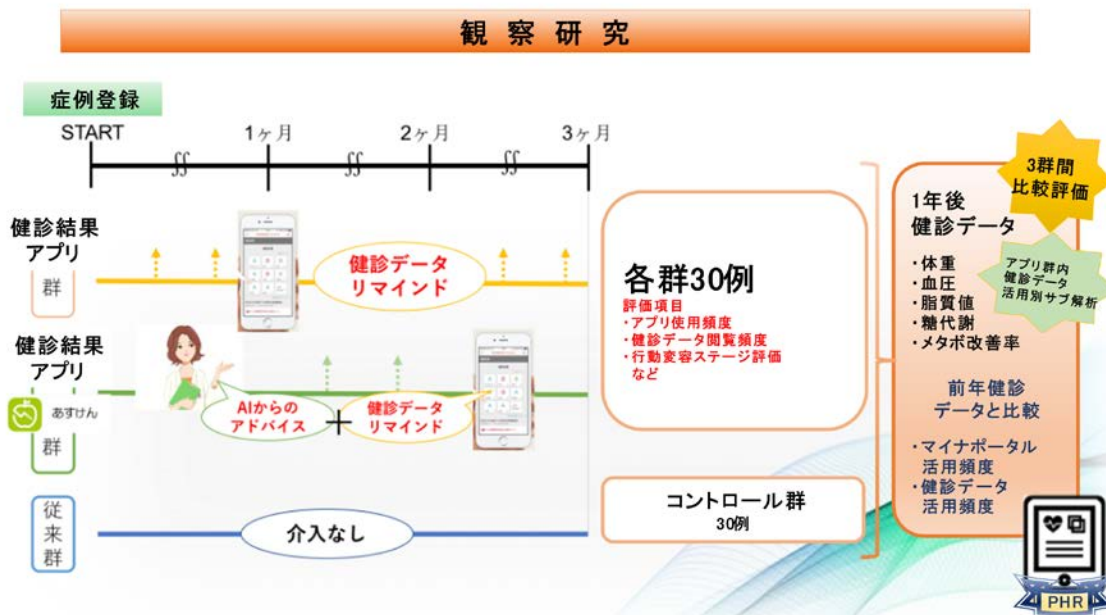 観察研究
症例登録
START
1ヶ月
2ヶ月
3ヶ月
健診結果
アプリ
群
健診データ
リマインド
健診結果
アプリ
あすけん
群
AIからの
アドバイス
+
健診データ
リマインド
従来群
介入なし
各群30例
評価項目
・アプリ使用頻度
・健診データ閲覧頻度
・行動変容ステージ評価
など
コントロール群
30例
3群間
比較評価
1年後
健診データ
・体重
・血圧
・脂質値
・糖代謝
・メタボ改善率
アプリ群内
健診データ
活用別サブ解析
前年健診
データと比較
・マイナポータル
活用頻度
・健診データ
活用頻度
PHR